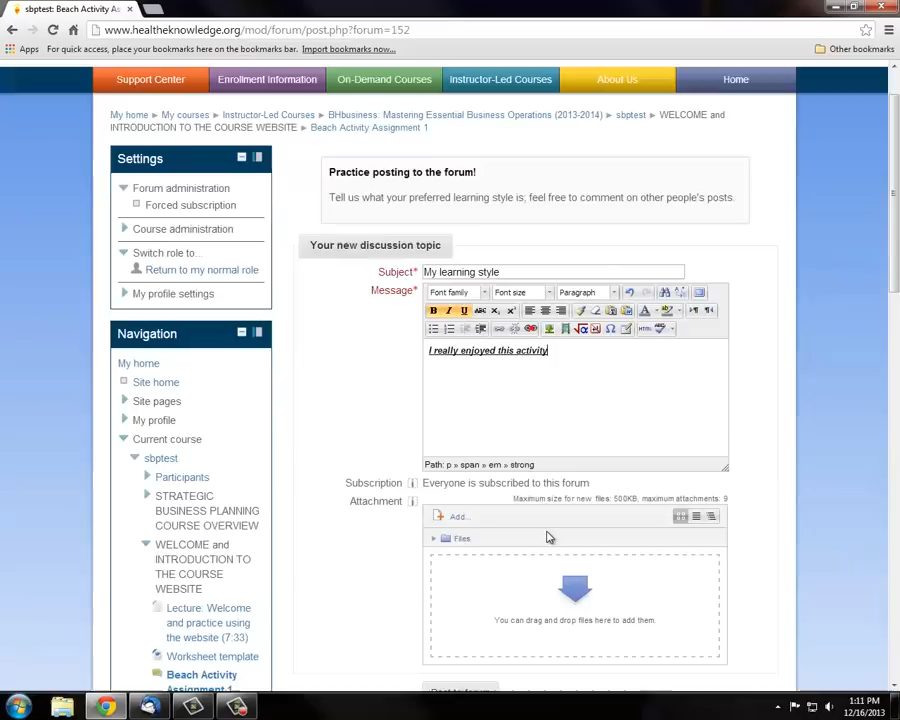 sbptest: Beach Activity As
www.healtheknowledge.org/mod/forum/post.php?forum=152
Apps For quick access, place your bookmarks here on the bookmarks bar. Import bookmarks now... Other bookmarks
Support Center Enrollment Information On-Demand Courses Instructor-Led Courses About Us Home
My home ► My courses ► Instructor-Led Courses ► BHbusiness: Mastering Essential Business Operations (2013-2014) ► sbptest ► WELCOME and
INTRODUCTION TO THE COURSE WEBSITE ► Beach Activity Assignment 1
Settings
Forum administration
Forced subscription
Course administration
Switch role to...
Return to my normal role
My profile settings
Navigation
My home
Site home
Site pages
My profile
Current course
sbptest
Participants
STRATEGIC
BUSINESS PLANNING
COURSE OVERVIEW
WELCOME and
INTRODUCTION TO
THE COURSE
WEBSITE
Lecture: Welcome
and practice using
the website (7:33)
Worksheet template
Beach Activity
Assignment 1
Practice posting to the forum!
Tell us what your preferred learning style is; feel free to comment on other people's posts.
Your new discussion topic
Subject* My learning style
Message*
Font family Font size Paragraph
B I U ABC X₂ X² A
HTML
I really enjoyed this activity
Path: p » span » em » strong
Subscription Everyone is subscribed to this forum
Attachment Maximum size for new files: 500KB, maximum attachments: 9
Add...
Files
You can drag and drop files here to add them.
1:11 PM
12/16/2013